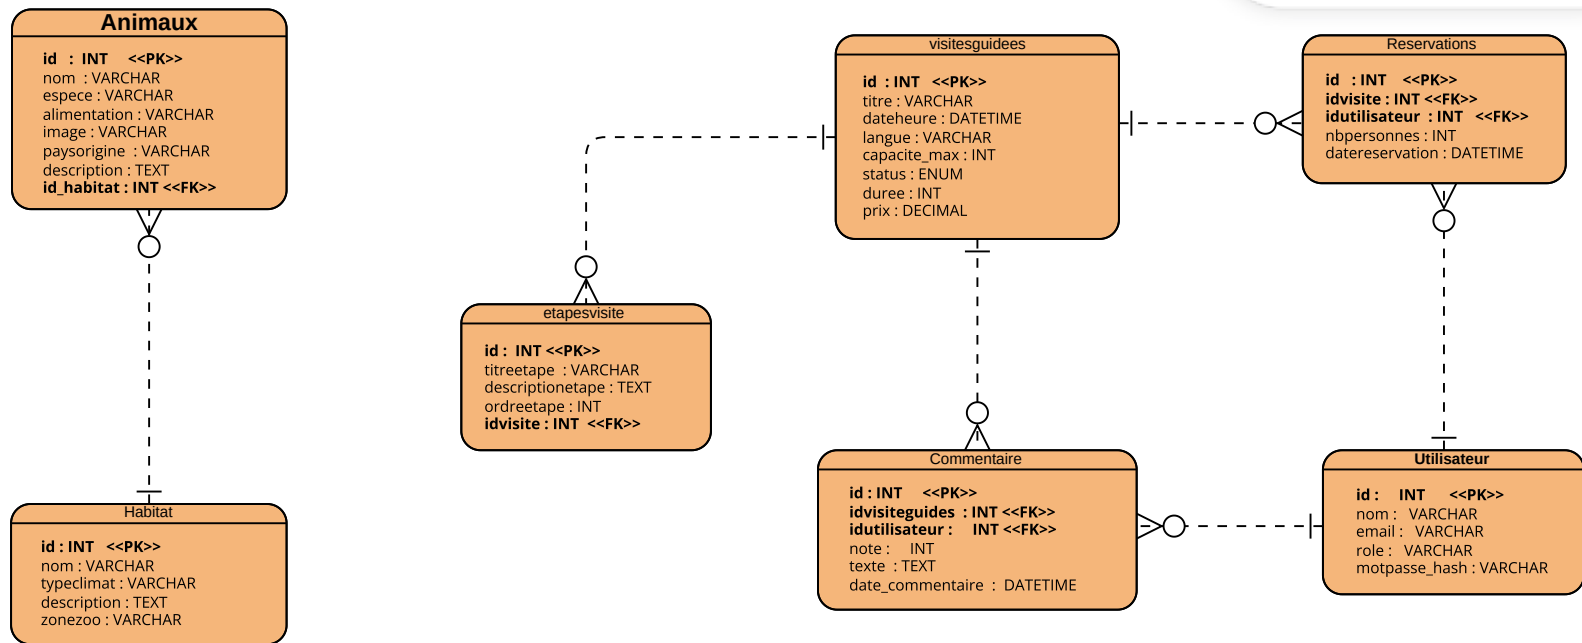 Animaux
id : INT <<PK>>
nom : VARCHAR
espece : VARCHAR
alimentation : VARCHAR
image : VARCHAR
paysorigine : VARCHAR
description : TEXT
id_habitat : INT <<FK>>
visitesguidees
id : INT <<PK>>
titre : VARCHAR
dateheure : DATETIME
langue : VARCHAR
capacite_max : INT
status : ENUM
duree : INT
prix : DECIMAL
Reservations
id : INT <<PK>>
idvisite : INT <<FK>>
idutilisateur : INT <<FK>>
nbpersonnes : INT
datereservation : DATETIME
etapesvisite
id : INT <<PK>>
titreetape : VARCHAR
descriptionetape : TEXT
ordreetape : INT
idvisite : INT <<FK>>
Habitat
id : INT <<PK>>
nom : VARCHAR
typeclimat : VARCHAR
description : TEXT
zonezoo : VARCHAR
Commentaire
id : INT <<PK>>
idvisiteguides : INT <<FK>>
idutilisateur : INT <<FK>>
note : INT
texte : TEXT
date_commentaire : DATETIME
Utilisateur
id : INT <<PK>>
nom : VARCHAR
email : VARCHAR
role : VARCHAR
motpasse_hash : VARCHAR